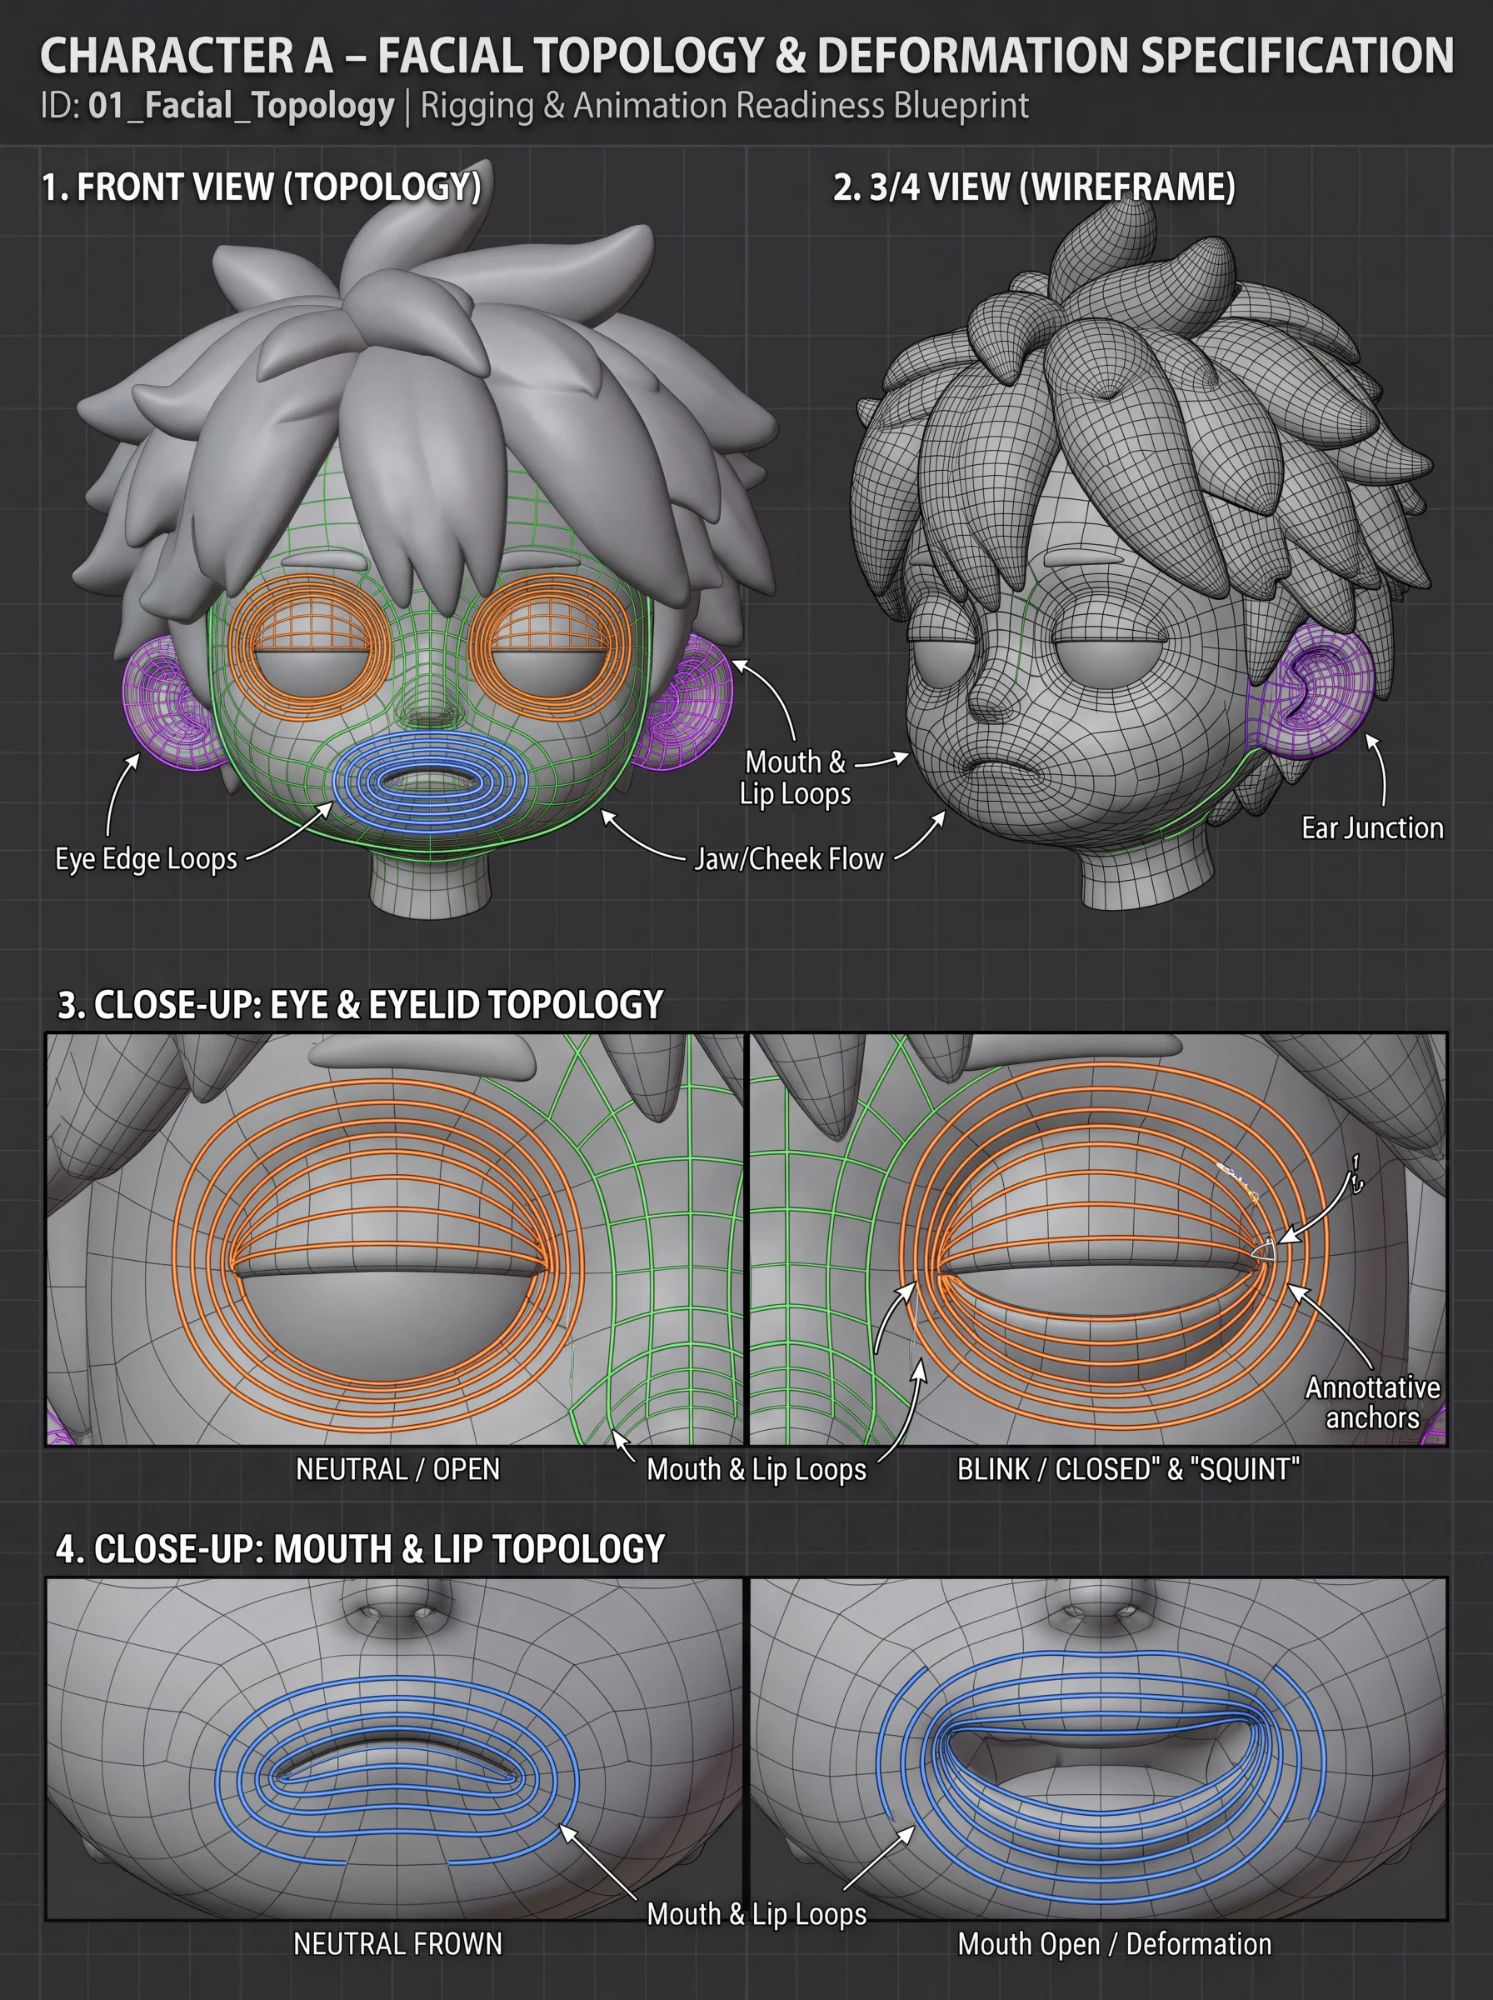 CHARACTER A – FACIAL TOPOLOGY & DEFORMATION SPECIFICATION
ID: 01_Facial_Topology | Rigging & Animation Readiness Blueprint
1. FRONT VIEW (TOPOLOGY)
2. 3/4 VIEW (WIREFRAME)
Mouth &
Lip Loops
Ear Junction
Eye Edge Loops
Jaw/Cheek Flow
3. CLOSE-UP: EYE & EYELID TOPOLOGY
Annottative
anchors
NEUTRAL / OPEN
Mouth & Lip Loops
BLINK / CLOSED" & "SQUINT"
4. CLOSE-UP: MOUTH & LIP TOPOLOGY
Mouth & Lip Loops
NEUTRAL FROWN
Mouth Open / Deformation